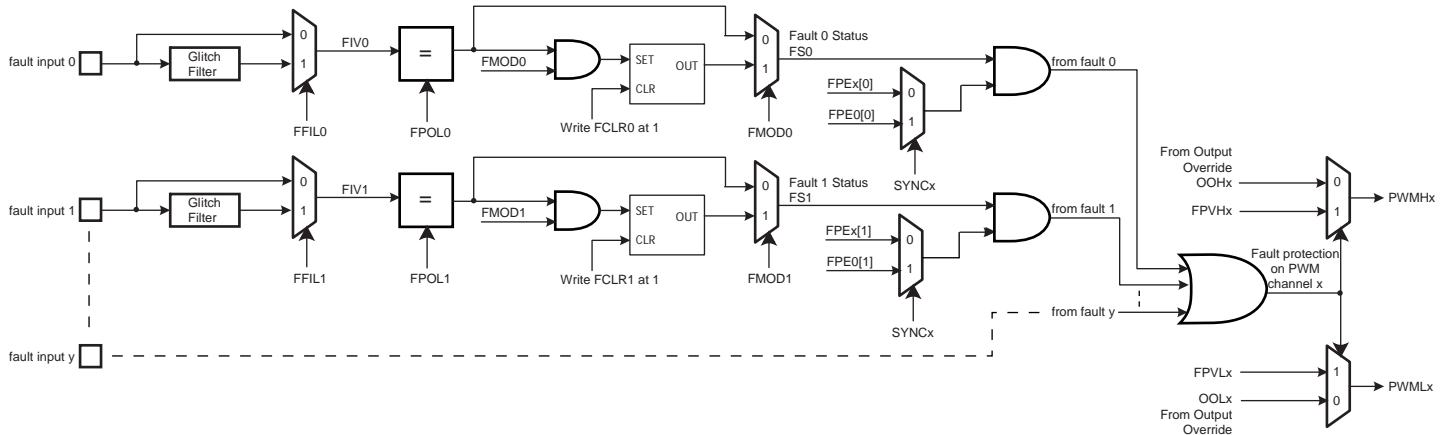 fault input 0
Glitch
Filter
0
1
FIV0
FFIL0
=
FPOL0
FMOD0
SET
OUT
CLR
Write FCLR0 at 1
0
1
FMOD0
Fault 0 Status
FS0
FPEx[0]
FPE0[0]
0
1
SYNCx
from fault 0
fault input 1
Glitch
Filter
0
1
FIV1
FFIL1
=
FPOL1
FMOD1
SET
OUT
CLR
Write FCLR1 at 1
0
1
FMOD1
Fault 1 Status
FS1
FPEx[1]
FPE0[1]
0
1
SYNCx
from fault 1
fault input y
from fault y
Fault protection
on PWM
channel x
From Output
Override
OOHx
FPVHx
0
1
PWMHx
FPVLx
OOLx
From Output
Override
1
0
PWMLx